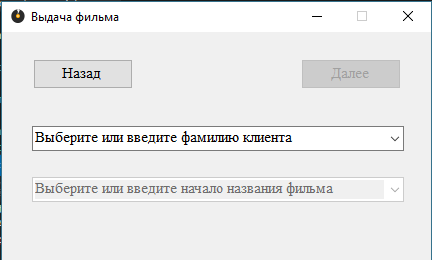 Выдача фильма
Назад
Далее
Выберите или введите фамилию клиента
Выберите или введите начало названия фильма